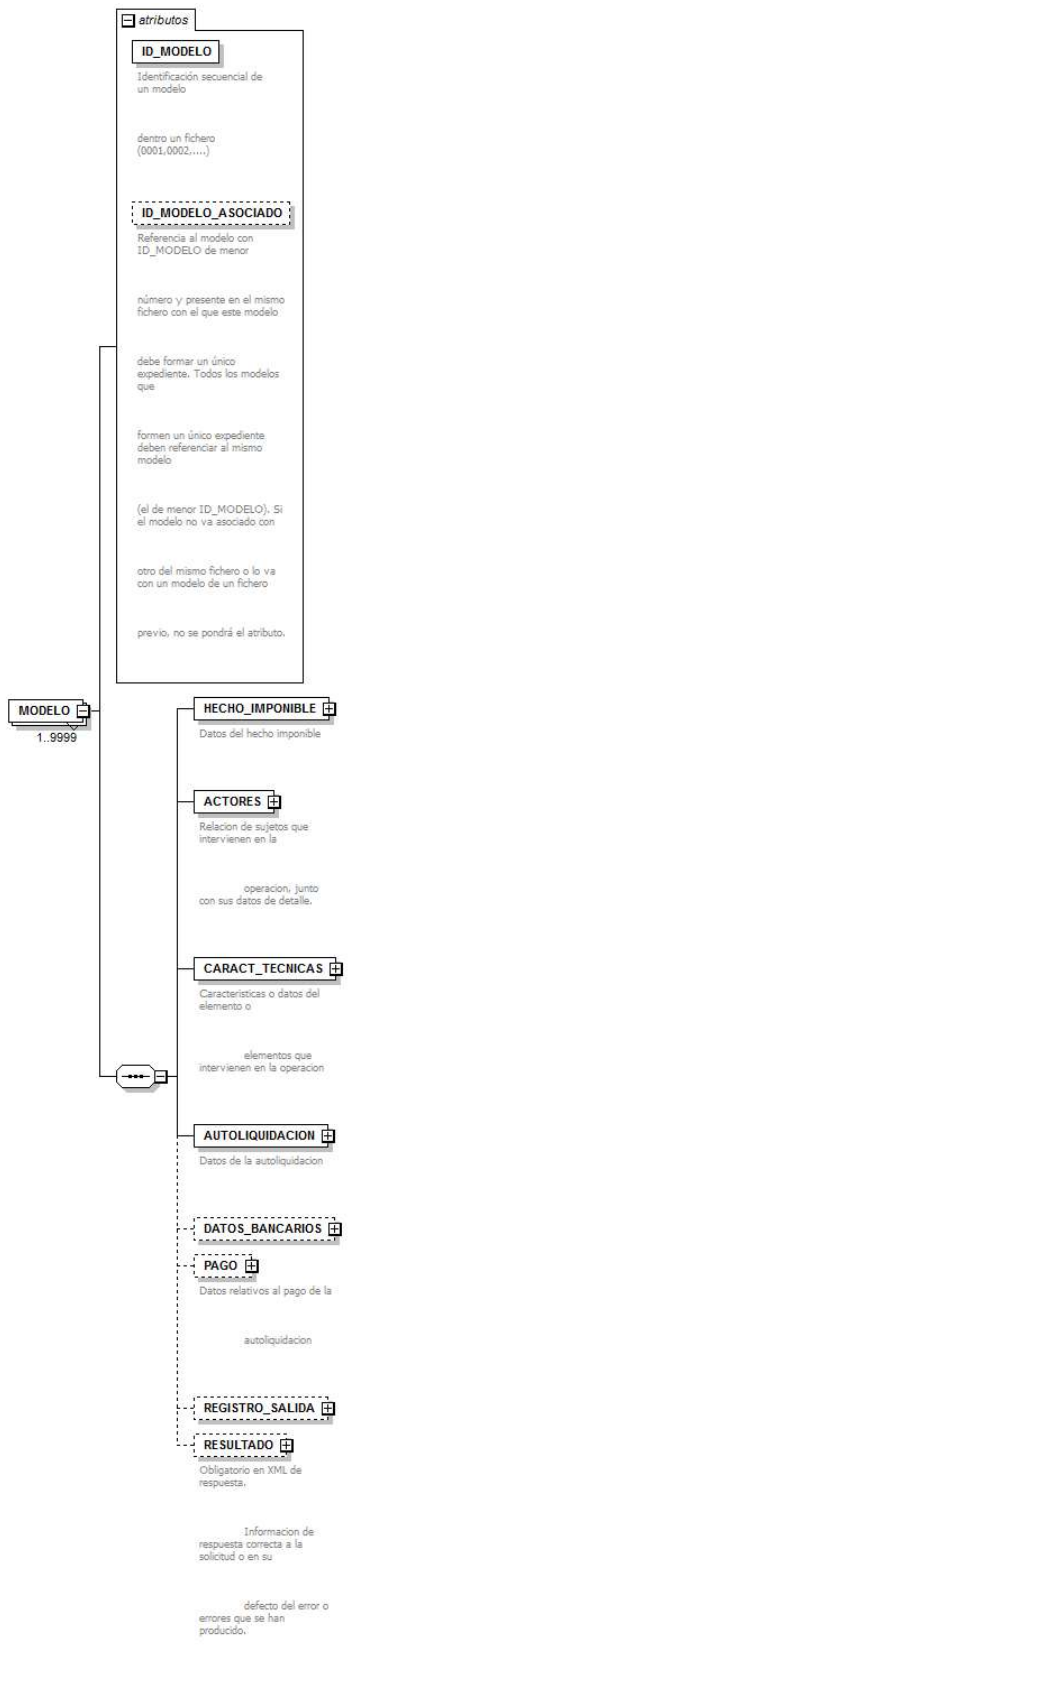 atributos
ID_MODELO
Identificación secuencial de
un modelo
dentro un fichero
(0001,0002,....)
ID_MODELO_ASOCIADO
Referencia al modelo con
ID_MODELO de menor
número y presente en el mismo
fichero con el que este modelo
debe formar un único
expediente. Todos los modelos
que
formen un único expediente
deben referenciar al mismo
modelo
(el de menor ID_MODELO). Si
el modelo no va asociado con
otro del mismo fichero o lo va
con un modelo de un fichero
previo, no se pondrá el atributo.
MODELO
1..9999
HECHO_IMPONIBLE
Datos del hecho imponible
ACTORES
Relacion de sujetos que
intervienen en la
operacion, junto
con sus datos de detalle.
CARACT_TECNICAS
Caracteristicas o datos del
elemento o
elementos que
intervienen en la operacion
AUTOLIQUIDACION
Datos de la autoliquidacion
DATOS_BANCARIOS
PAGO
Datos relativos al pago de la
autoliquidacion
REGISTRO_SALIDA
RESULTADO
Obligatorio en XML de
respuesta.
Informacion de
respuesta correcta a la
solicitud o en su
defecto del error o
errores que se han
producido.